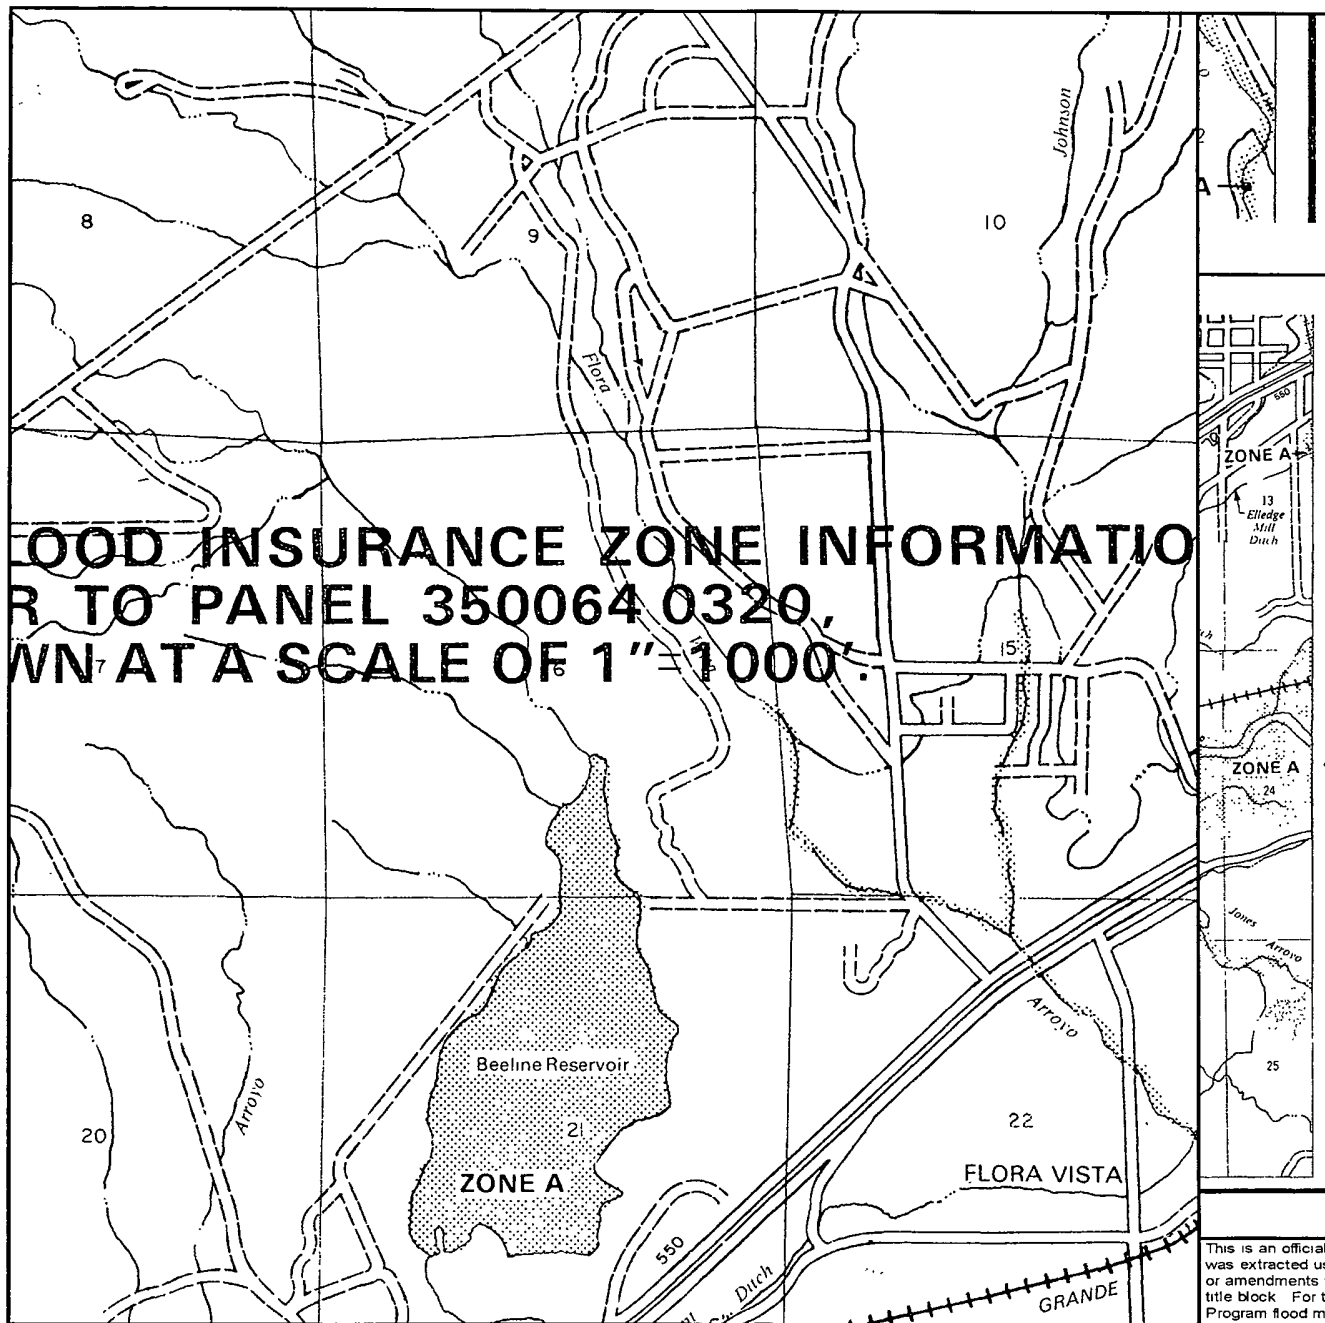 Johnson
8
9
10
Flora
LOOD INSURANCE ZONE INFORMATIO
R TO PANEL 350064 0320,
WN AT A SCALE OF 1"=1000'.
7
15
Arroyo
Beeline Reservoir
21
ZONE A
20
Arroyo
22
FLORA VISTA
550
Ditch
GRANDE
A
550
ZONE A
13
Elledge
Mill
Ditch
ZONE A
24
Jones Arroyo
25
This is an official
was extracted us
or amendments
title block For t
Program flood m